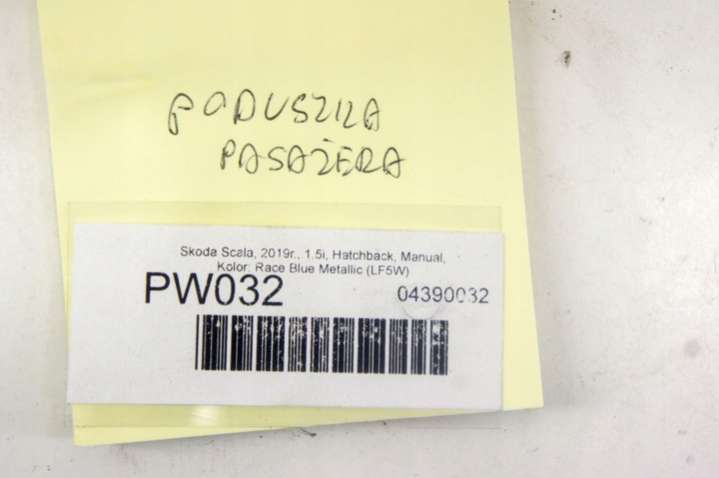 PODUSZKA
PASAŻERA
Skoda Scala, 2019r., 1.5i, Hatchback, Manual,
Kolor: Race Blue Metallic (LF5W)
PW032
04390032